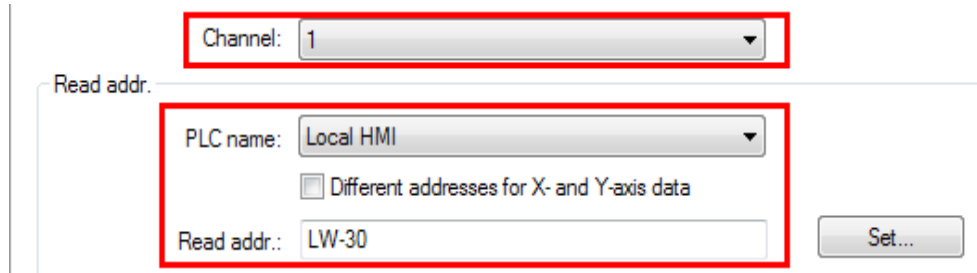 Channel: 1
Read addr.
PLC name: Local HMI
Different addresses for X- and Y-axis data
Read addr.: LW-30 Set...